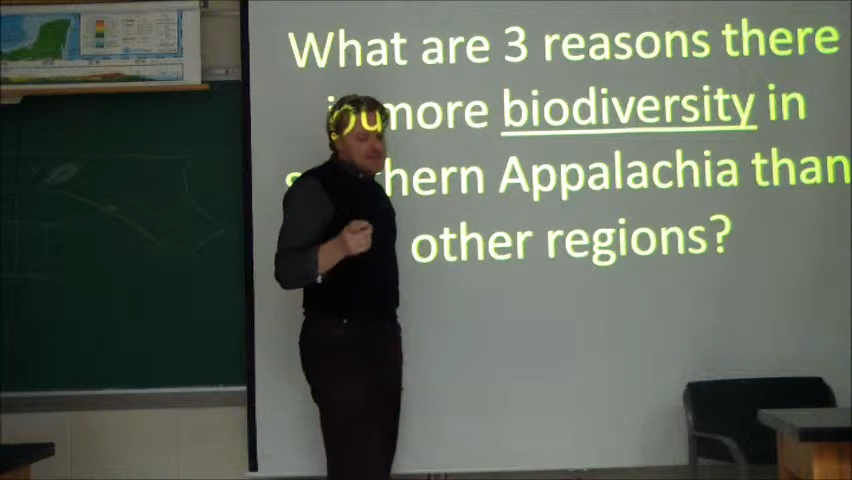 What are 3 reasons there
more biodiversity in
Appalachia than
other regions?